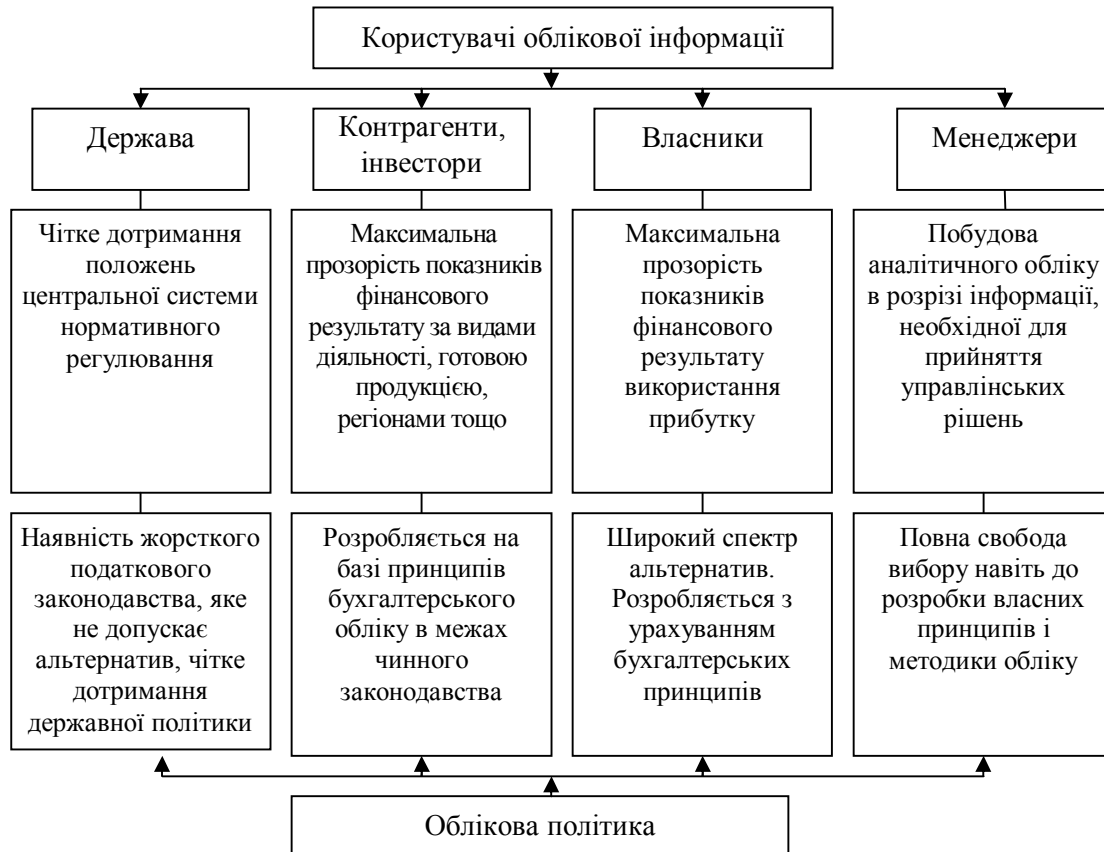 Користувачі облікової інформації
Держава
Контрагенти,
інвестори
Власники
Менеджери
Чітке дотримання
положень
центральної системи
нормативного
регулювання
Максимальна
прозорість показників
фінансового
результату за видами
діяльності, готовою
продукцією,
регіонами тощо
Максимальна
прозорість
показників
фінансового
результату
використання
прибутку
Побудова
аналітичного обліку
в розрізі інформації,
необхідної для
прийняття
управлінських
рішень
Наявність жорсткого
податкового
законодавства, яке
не допускає
альтернатив, чітке
дотримання
державної політики
Розробляється на
базі принципів
бухгалтерського
обліку в межах
чинного
законодавства
Широкий спектр
альтернатив.
Розробляється з
урахуванням
бухгалтерських
принципів
Повна свобода
вибору навіть до
розробки власних
принципів і
методики обліку
Облікова політика